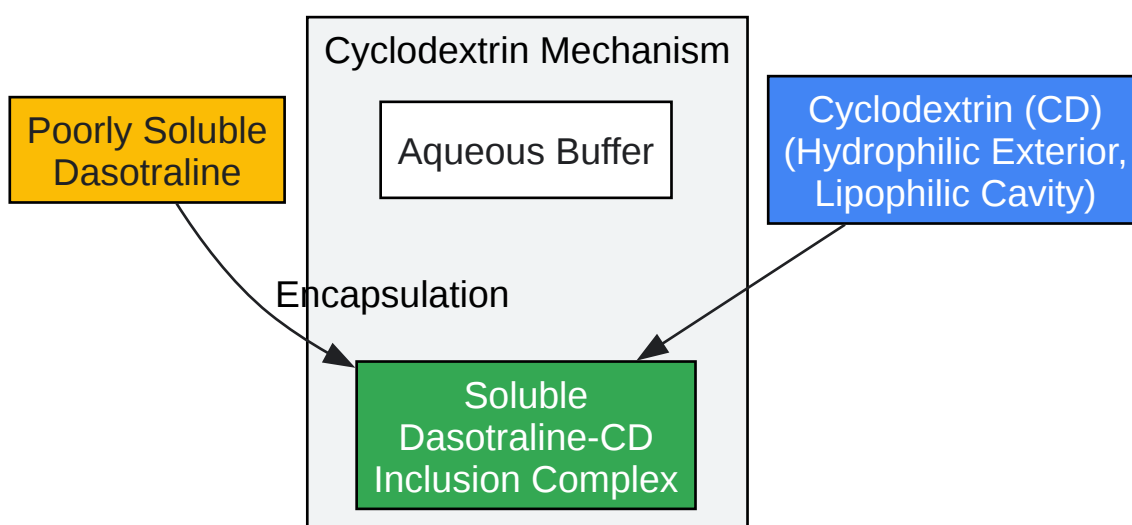 Cyclodextrin Mechanism
Poorly Soluble
Dasotraline
Aqueous Buffer
Cyclodextrin (CD)
(Hydrophilic Exterior,
Lipophilic Cavity)
Encapsulation
Soluble
Dasotraline-CD
Inclusion Complex